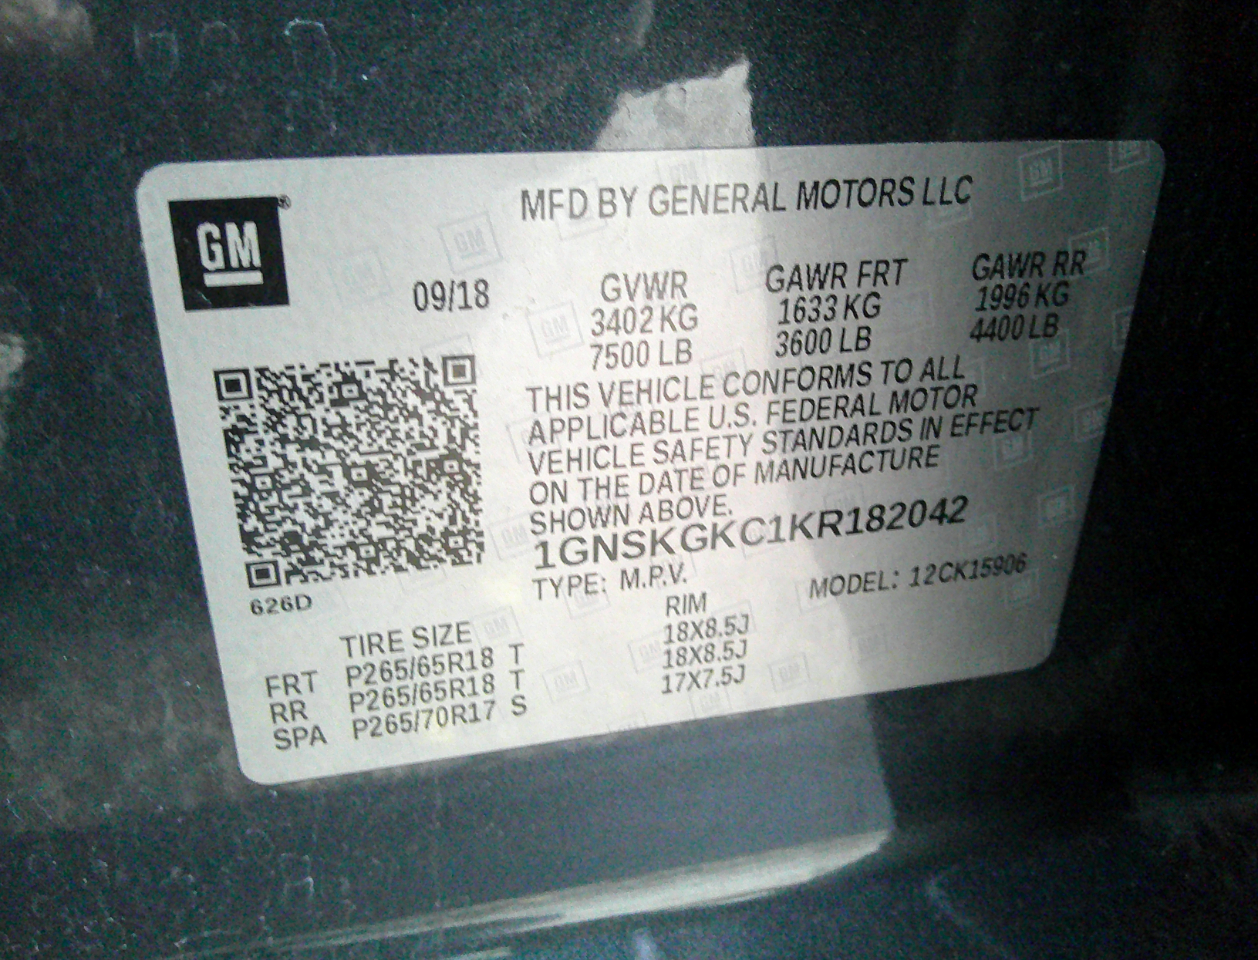 GM®
MFD BY GENERAL MOTORS LLC
09/18
GVWR GAWR FRT GAWR RR
3402 KG 1633 KG 1996 KG
7500 LB 3600 LB 4400 LB
THIS VEHICLE CONFORMS TO ALL
APPLICABLE U.S. FEDERAL MOTOR
VEHICLE SAFETY STANDARDS IN EFFECT
ON THE DATE OF MANUFACTURE
SHOWN ABOVE.
1GNSKGKC1KR182042
TYPE: M.P.V. MODEL: 12CK15906
626D
TIRE SIZE RIM
FRT P265/65R18 T 18X8.5J
RR P265/65R18 T 18X8.5J
SPA P265/70R17 S 17X7.5J